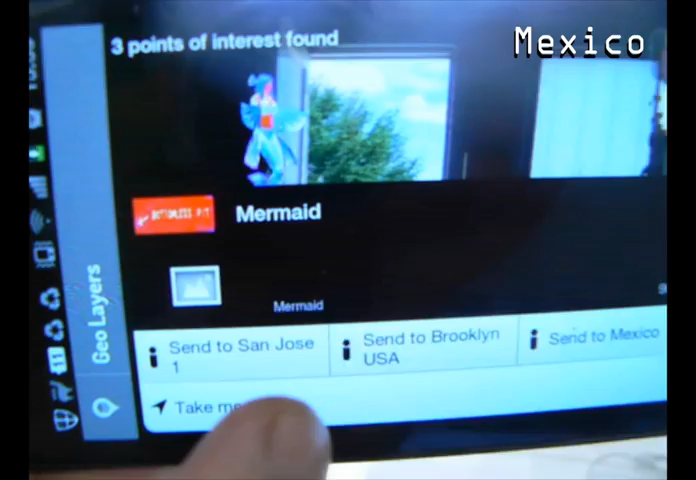 Mexico
3 points of interest found
Mermaid
Mermaid
Send to San Jose
1
Send to Brooklyn
USA
Send to Mexico
Take
Geo Layers
11